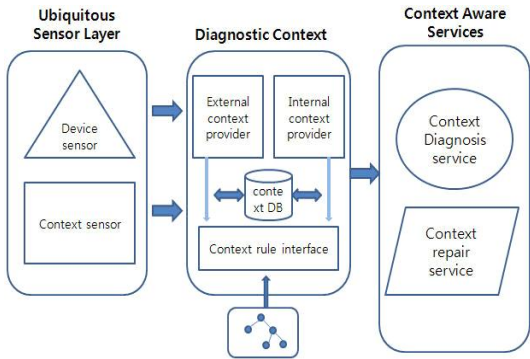 Ubiquitous
Sensor Layer
Device
sensor
Context sensor
Diagnostic Context
External
context
provider
Internal
context
provider
conte
xt DB
Context rule interface
Context Aware
Services
Context
Diagnosis
service
Context
repair
service